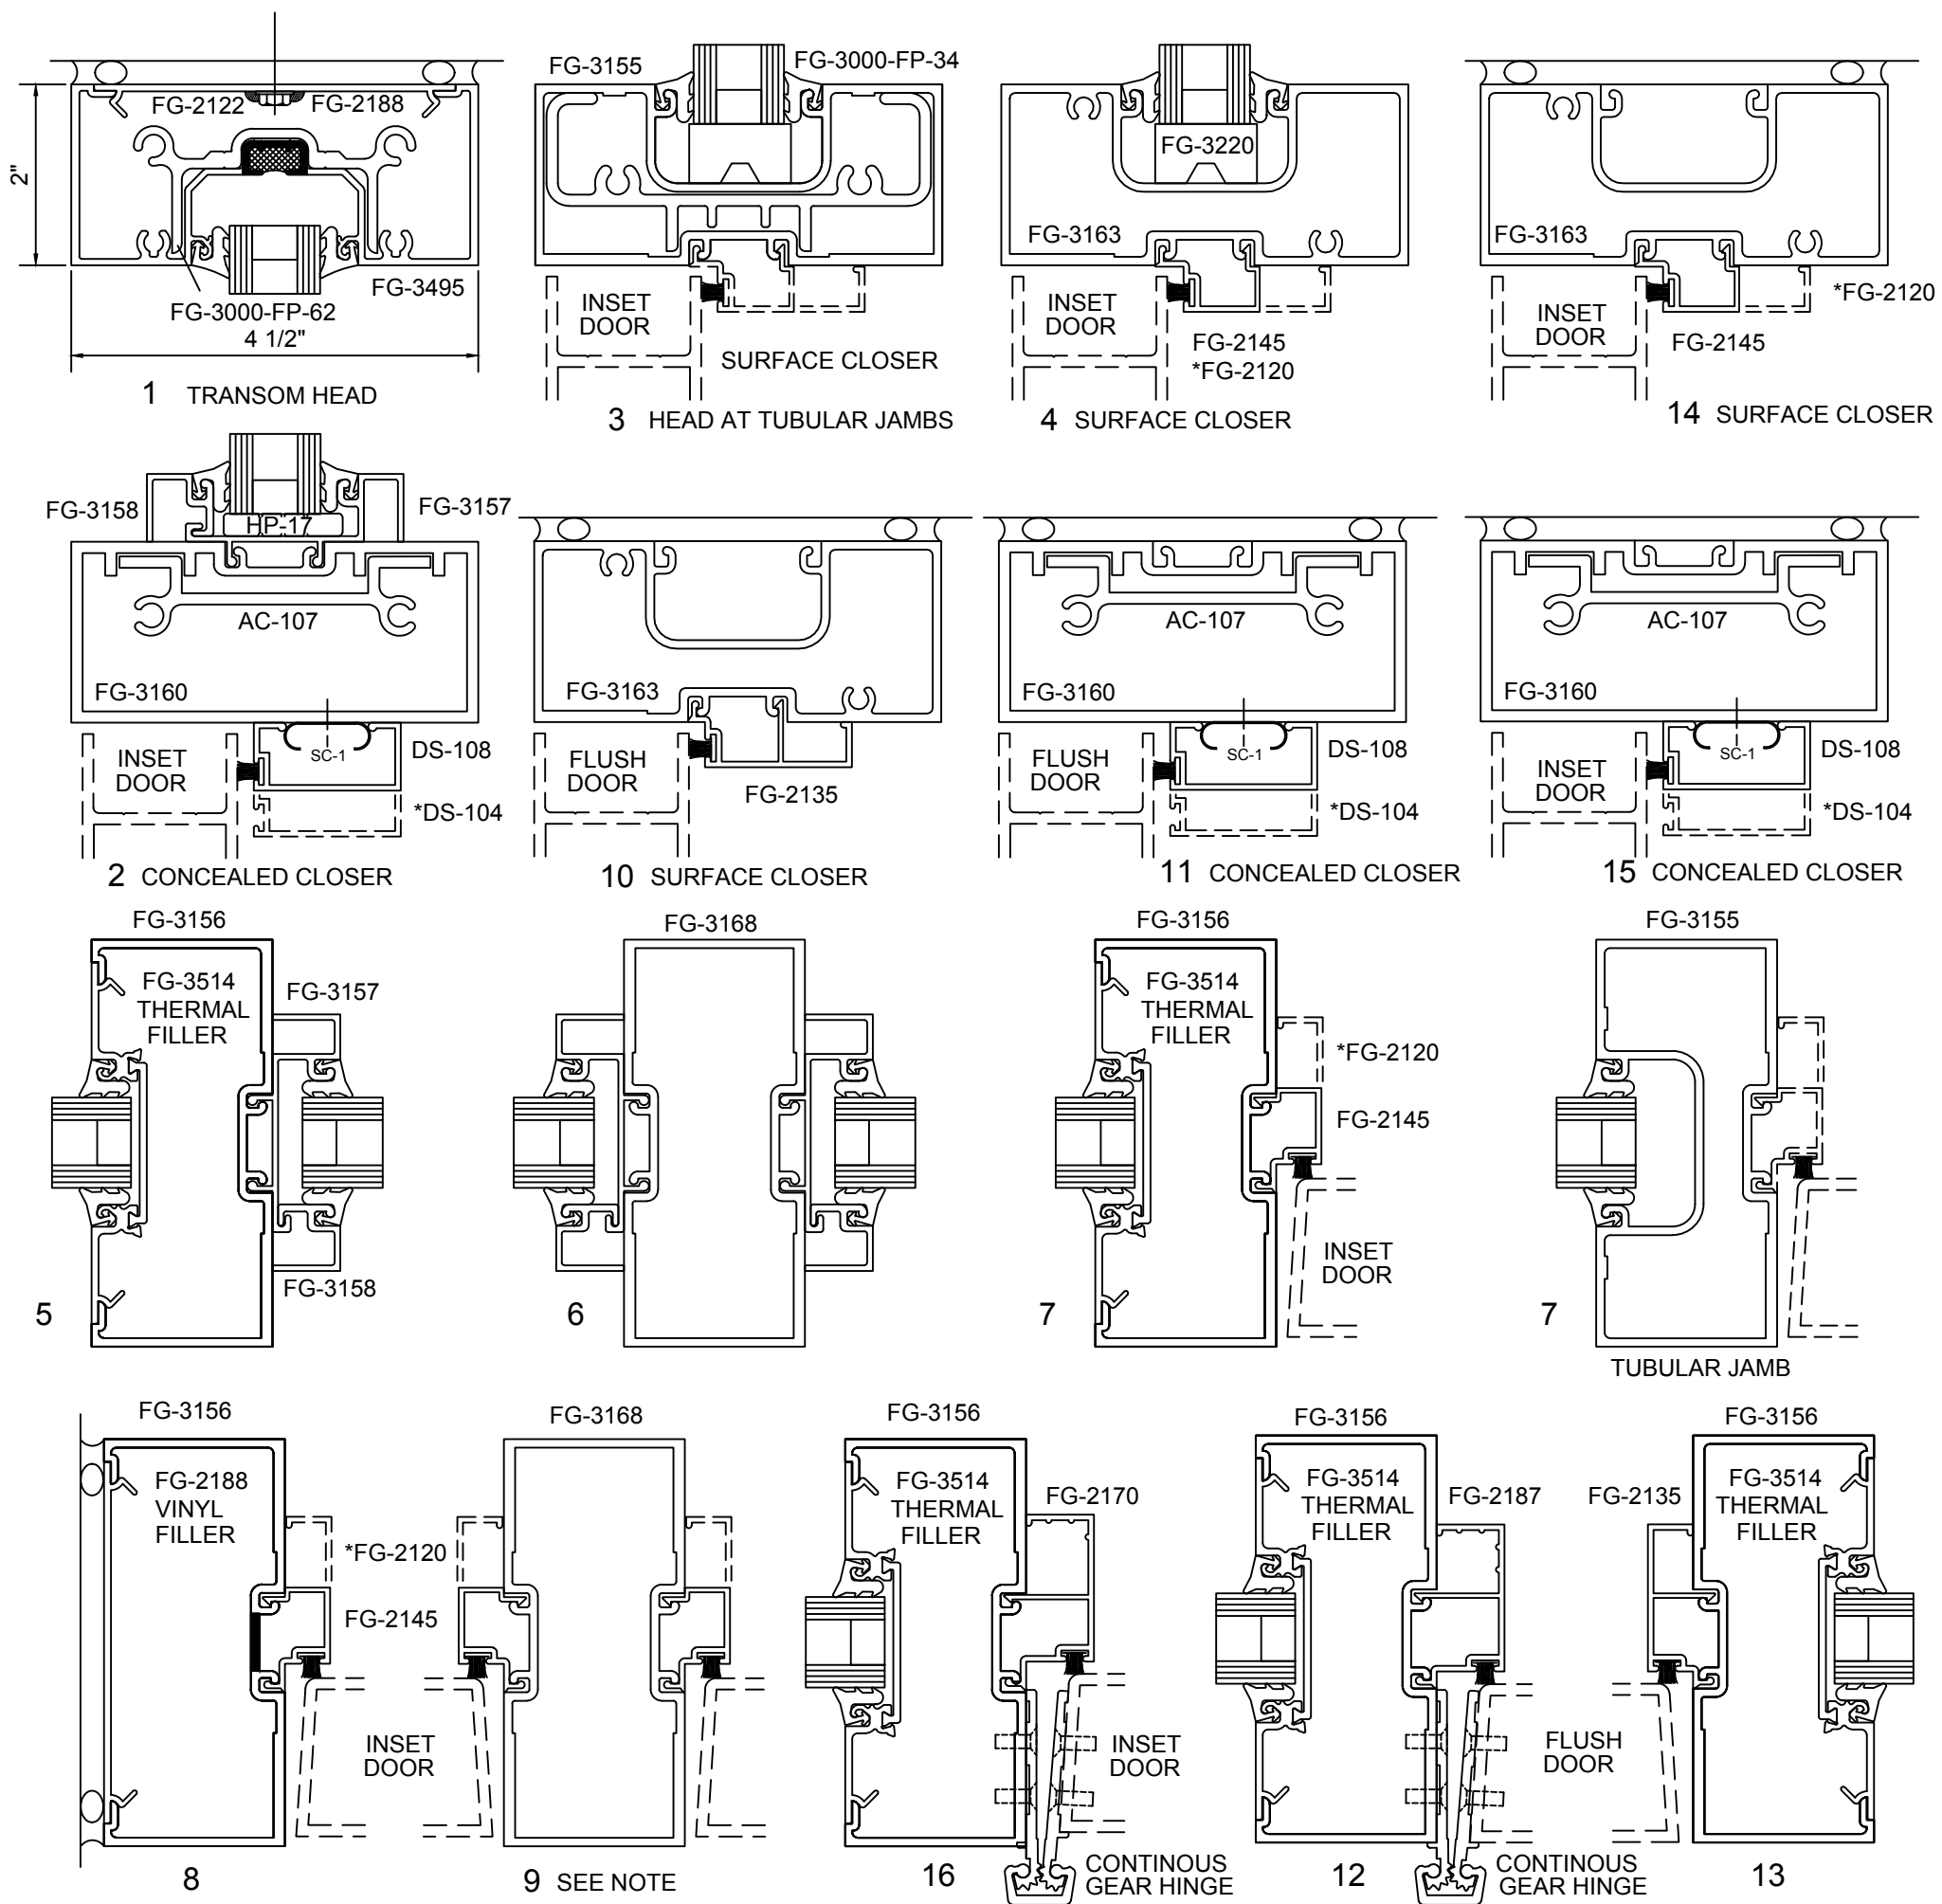 2"
FG-2122
FG-2188
FG-3495
FG-3000-FP-62
4 1/2"
1 TRANSOM HEAD
FG-3155
FG-3000-FP-34
INSET
DOOR
SURFACE CLOSER
3 HEAD AT TUBULAR JAMBS
FG-3220
FG-3163
INSET
DOOR
FG-2145
*FG-2120
4 SURFACE CLOSER
FG-3163
INSET
DOOR
*FG-2120
FG-2145
14 SURFACE CLOSER
FG-3158
FG-3157
HP-17
AC-107
FG-3160
INSET
DOOR
SC-1
DS-108
*DS-104
2 CONCEALED CLOSER
FG-3163
FLUSH
DOOR
FG-2135
10 SURFACE CLOSER
AC-107
FG-3160
FLUSH
DOOR
SC-1
DS-108
*DS-104
11 CONCEALED CLOSER
AC-107
FG-3160
INSET
DOOR
SC-1
DS-108
*DS-104
15 CONCEALED CLOSER
FG-3156
FG-3514
THERMAL
FILLER
FG-3157
FG-3158
5
FG-3168
6
FG-3156
FG-3514
THERMAL
FILLER
*FG-2120
FG-2145
INSET
DOOR
7
FG-3155
7
TUBULAR JAMB
FG-3156
FG-2188
VINYL
FILLER
*FG-2120
FG-2145
INSET
DOOR
8
FG-3168
9 SEE NOTE
FG-3156
FG-3514
THERMAL
FILLER
FG-2170
INSET
DOOR
16
CONTINOUS
GEAR HINGE
FG-3156
FG-3514
THERMAL
FILLER
FG-2187
12
CONTINOUS
GEAR HINGE
FG-3156
FG-2135
FG-3514
THERMAL
FILLER
FLUSH
DOOR
13